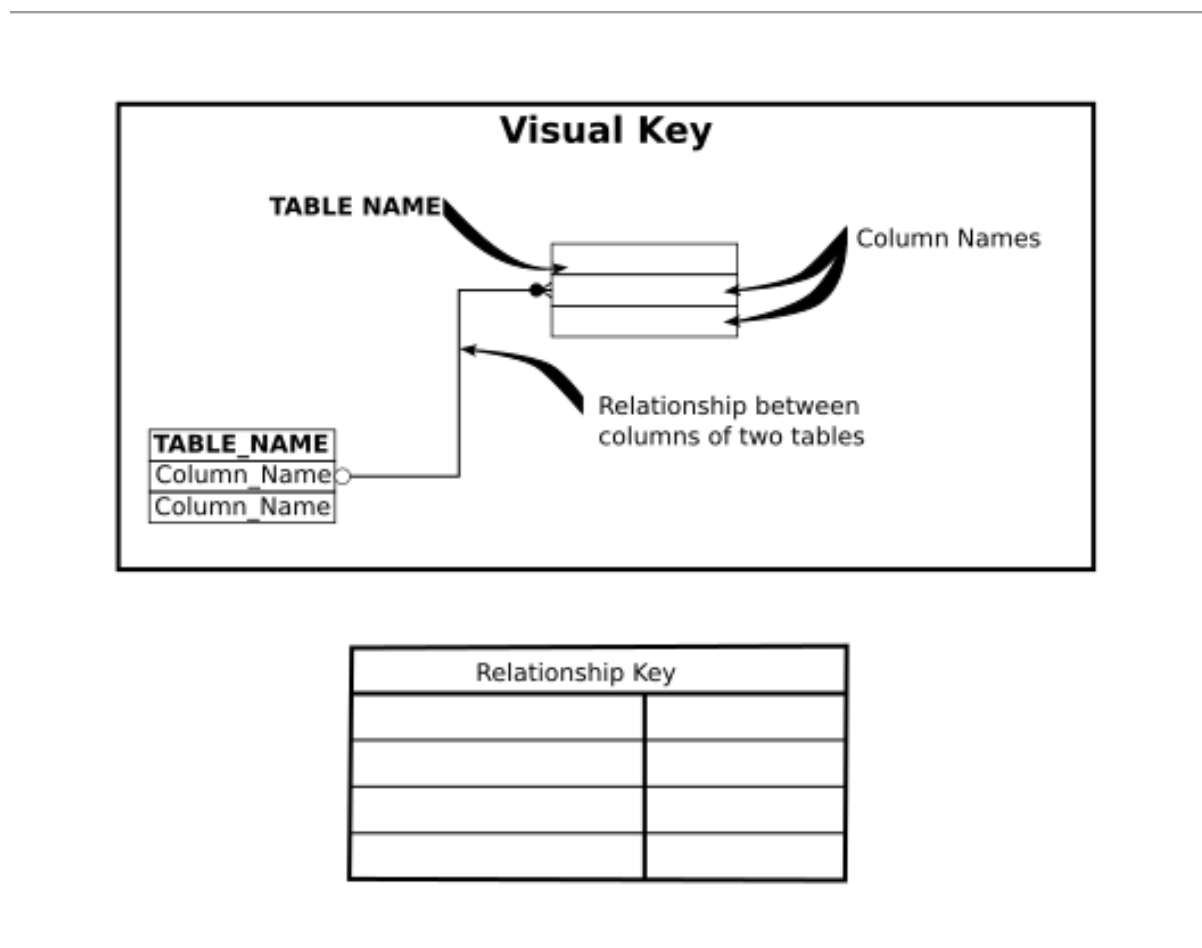 Visual Key
TABLE NAME
Column Names
Relationship between
columns of two tables
TABLE_NAME
Column_Name
Column_Name
Relationship Key